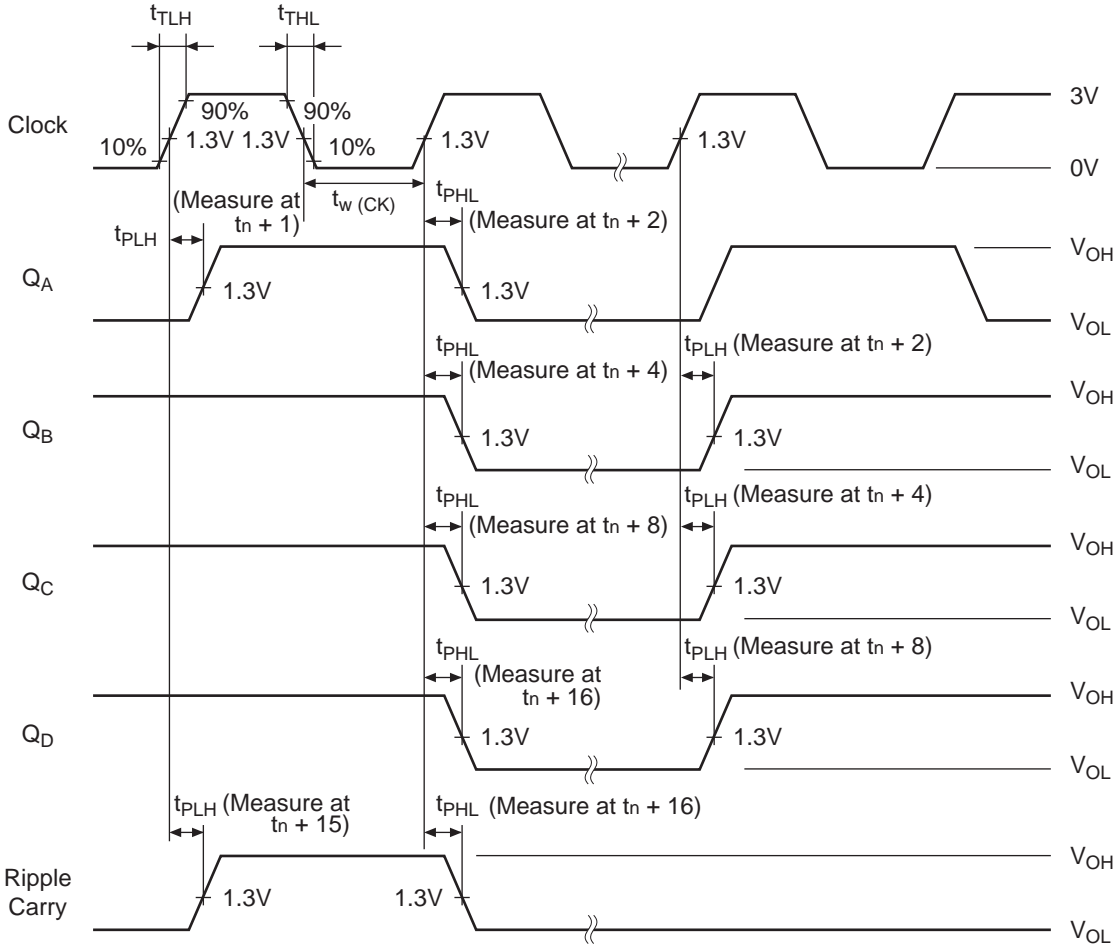 tTLH tTHL
Clock 10% 90% 1.3V 1.3V 90% 10% 1.3V 1.3V 3V
0V
tw (CK)
tPLH (Measure at
tn + 1)
tPHL
(Measure at tn + 2)
QA 1.3V 1.3V VOH
VOL
tPHL
(Measure at tn + 4)
tPLH (Measure at tn + 2)
QB 1.3V 1.3V VOH
VOL
tPHL
(Measure at tn + 8)
tPLH (Measure at tn + 4)
QC 1.3V 1.3V VOH
VOL
tPHL
(Measure at
tn + 16)
tPLH (Measure at tn + 8)
QD 1.3V 1.3V VOH
VOL
tPLH (Measure at
tn + 15)
tPHL (Measure at tn + 16)
Ripple
Carry 1.3V 1.3V VOH
VOL